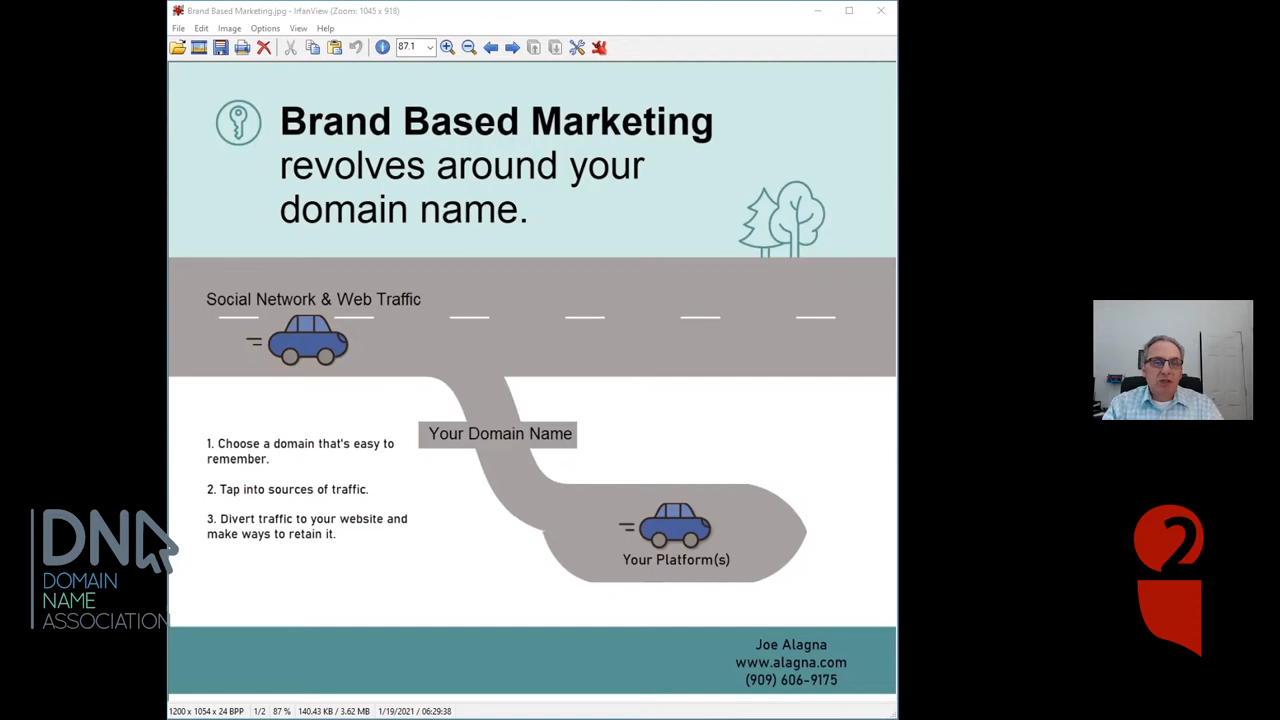 Brand Based Marketing.jpg - IrfanView (Zoom: 1045 x 918)
File Edit Image Options View Help
87.1
Brand Based Marketing
revolves around your
domain name.
Social Network & Web Traffic
Your Domain Name
1. Choose a domain that's easy to
remember.
2. Tap into sources of traffic.
3. Divert traffic to your website and
make ways to retain it.
Your Platform(s)
DNA
DOMAIN
NAME
ASSOCIATION
2
Joe Alagna
www.alagna.com
(909) 606-9175
1200 x 1054 x 24 BPP 1/2 87 % 140.43 KB / 3.62 MB 1/19/2021 / 06:29:38